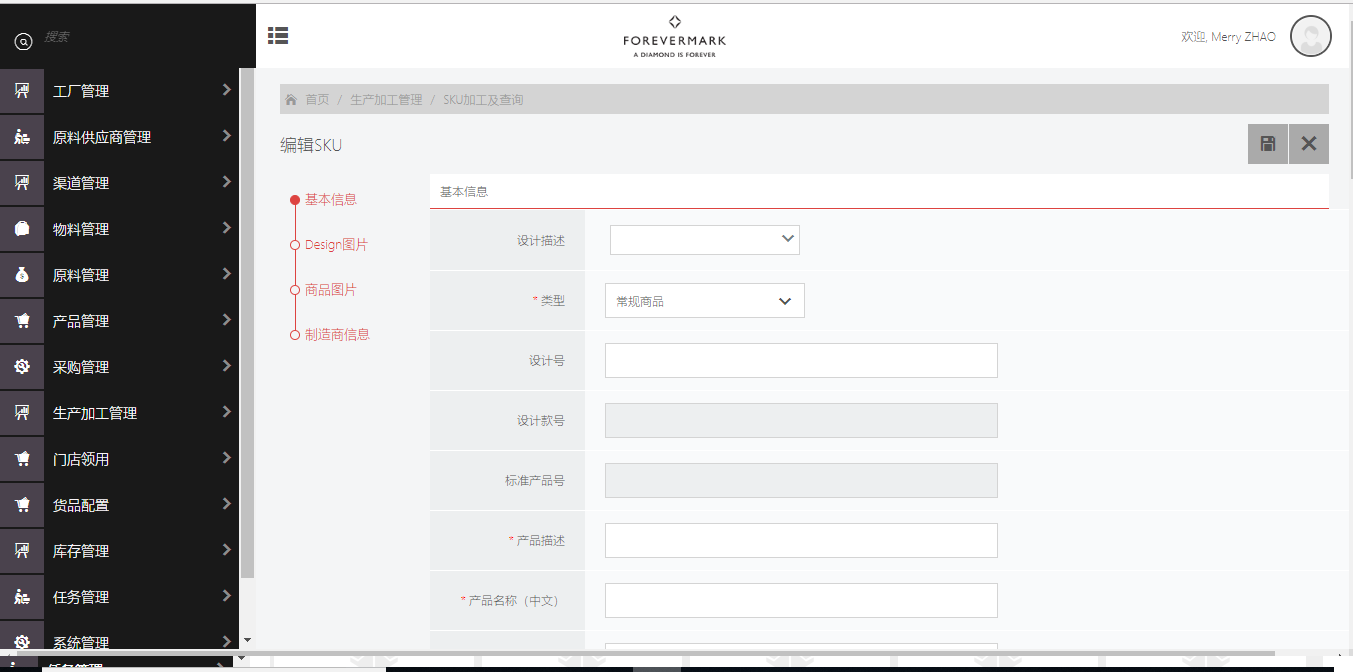 搜索
FOREVERMARK
A DIAMOND IS FOREVER
欢迎, Merry ZHAO
工厂管理
原料供应商管理
渠道管理
物料管理
原料管理
产品管理
采购管理
生产加工管理
门店领用
货品配置
库存管理
任务管理
系统管理
任务管理
首页 / 生产加工管理 / SKU加工及查询
编辑SKU
基本信息
Design图片
商品图片
制造商信息
基本信息
设计描述
* 类型 常规商品
设计号
设计款号
标准产品号
* 产品描述
* 产品名称（中文）